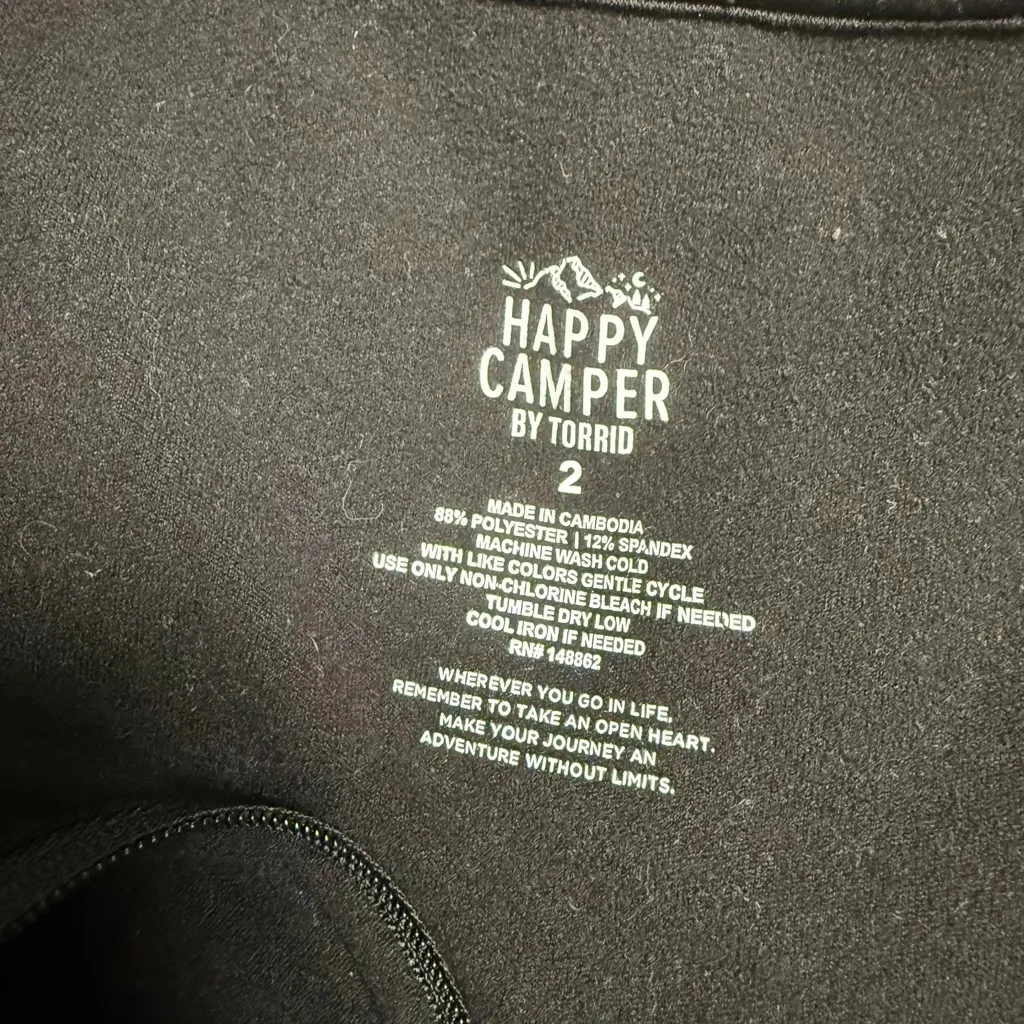 HAPPY
CAMPER
BY TORRID
2
MADE IN CAMBODIA
88% POLYESTER | 12% SPANDEX
MACHINE WASH COLD
WITH LIKE COLORS GENTLE CYCLE
USE ONLY NON-CHLORINE BLEACH IF NEEDED
TUMBLE DRY LOW
COOL IRON IF NEEDED
RN# 148862
WHEREVER YOU GO IN LIFE,
REMEMBER TO TAKE AN OPEN HEART.
MAKE YOUR JOURNEY AN
ADVENTURE WITHOUT LIMITS.